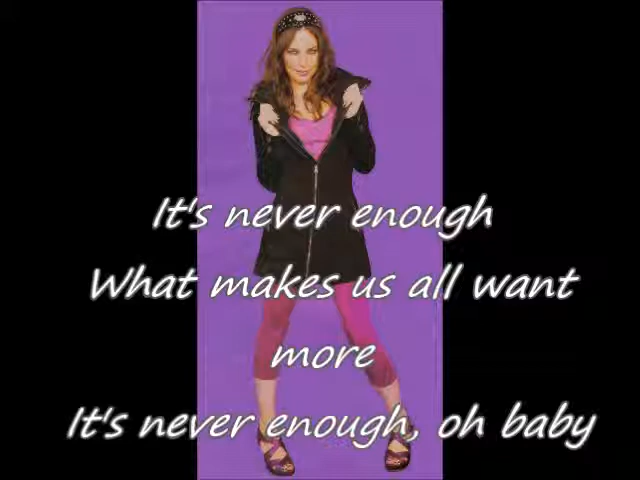 It's never enough
What makes us all want
more
It's never enough, oh baby